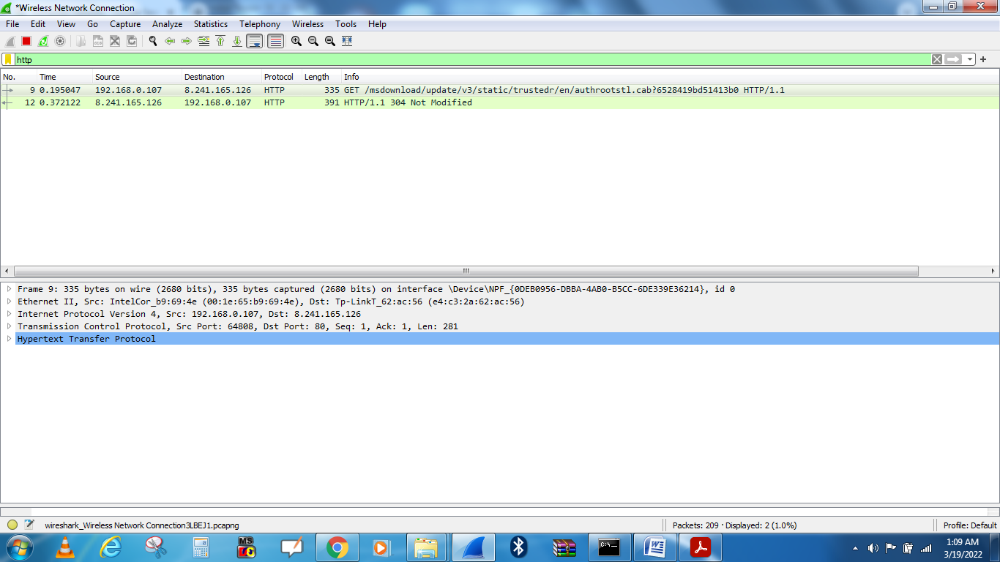 *Wireless Network Connection
File Edit View Go Capture Analyze Statistics Telephony Wireless Tools Help
http
No. Time Source Destination Protocol Length Info
9 0.195047 192.168.0.107 8.241.165.126 HTTP 335 GET /msdownload/update/v3/static/trustedr/en/authrootstl.cab?6528419bd51413b0 HTTP/1.1
12 0.372122 8.241.165.126 192.168.0.107 HTTP 391 HTTP/1.1 304 Not Modified
Frame 9: 335 bytes on wire (2680 bits), 335 bytes captured (2680 bits) on interface \Device\NPF_{0DEB0956-DBBA-4AB0-B5CC-6DE339E36214}, id 0
Ethernet II, Src: IntelCor_b9:69:4e (00:1e:65:b9:69:4e), Dst: Tp-LinkT_62:ac:56 (e4:c3:2a:62:ac:56)
Internet Protocol Version 4, Src: 192.168.0.107, Dst: 8.241.165.126
Transmission Control Protocol, Src Port: 64808, Dst Port: 80, Seq: 1, Ack: 1, Len: 281
Hypertext Transfer Protocol
wireshark_Wireless Network Connection3LBEJ1.pcapng Packets: 209 · Displayed: 2 (1.0%) Profile: Default
MS
C:\-
W
1:09 AM
3/19/2022